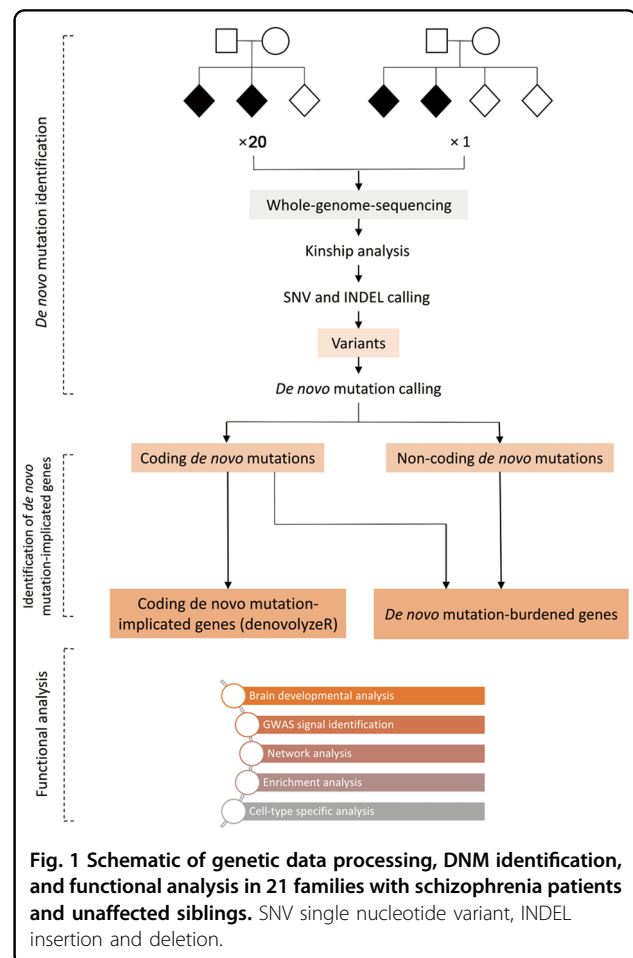 ×20
×1
De novo mutation identification
Whole-genome-sequencing
Kinship analysis
SNV and INDEL calling
Variants
De novo mutation calling
Identification of de novo
mutation-implicated genes
Coding de novo mutations
Non-coding de novo mutations
Coding de novo mutation-
implicated genes (denovolyzeR)
De novo mutation-burdened genes
Functional analysis
Brain developmental analysis
GWAS signal identification
Network analysis
Enrichment analysis
Cell-type specific analysis
Fig. 1 Schematic of genetic data processing, DNM identification,
and functional analysis in 21 families with schizophrenia patients
and unaffected siblings. SNV single nucleotide variant, INDEL
insertion and deletion.